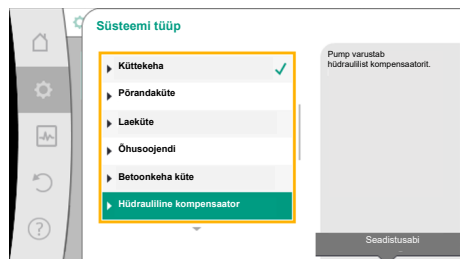 Süsteemi tüüp
Küttekeha
Põrandaküte
Laeküte
Õhusoojendi
Betoonkeha küte
Hüdrauliline kompensaator
Pump varustab
hüdraulilist kompensaatorit.
Seadistusabi